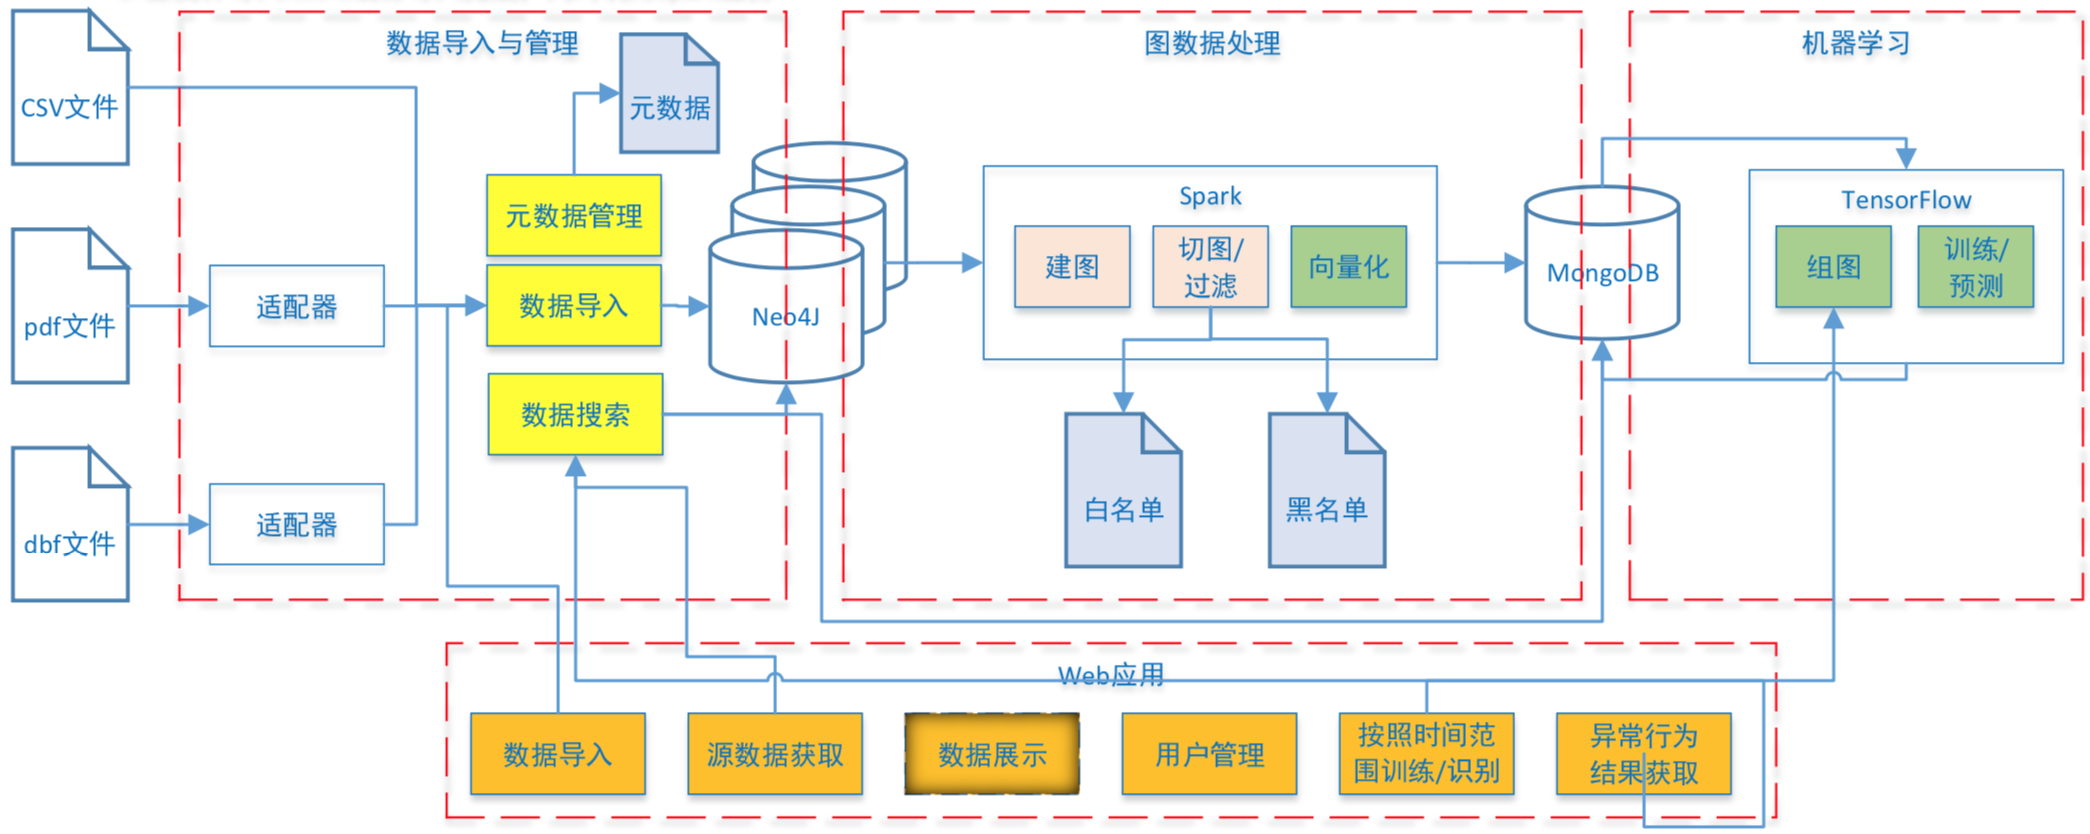 数据导入与管理
图数据处理
机器学习
CSV文件
元数据
pdf文件
dbf文件
适配器
适配器
元数据管理
数据导入
数据搜索
Neo4J
Spark
建图
切图/
过滤
向量化
白名单
黑名单
MongoDB
TensorFlow
组图
训练/
预测
Web应用
数据导入
源数据获取
数据展示
用户管理
按照时间范
围训练/识别
异常行为
结果获取